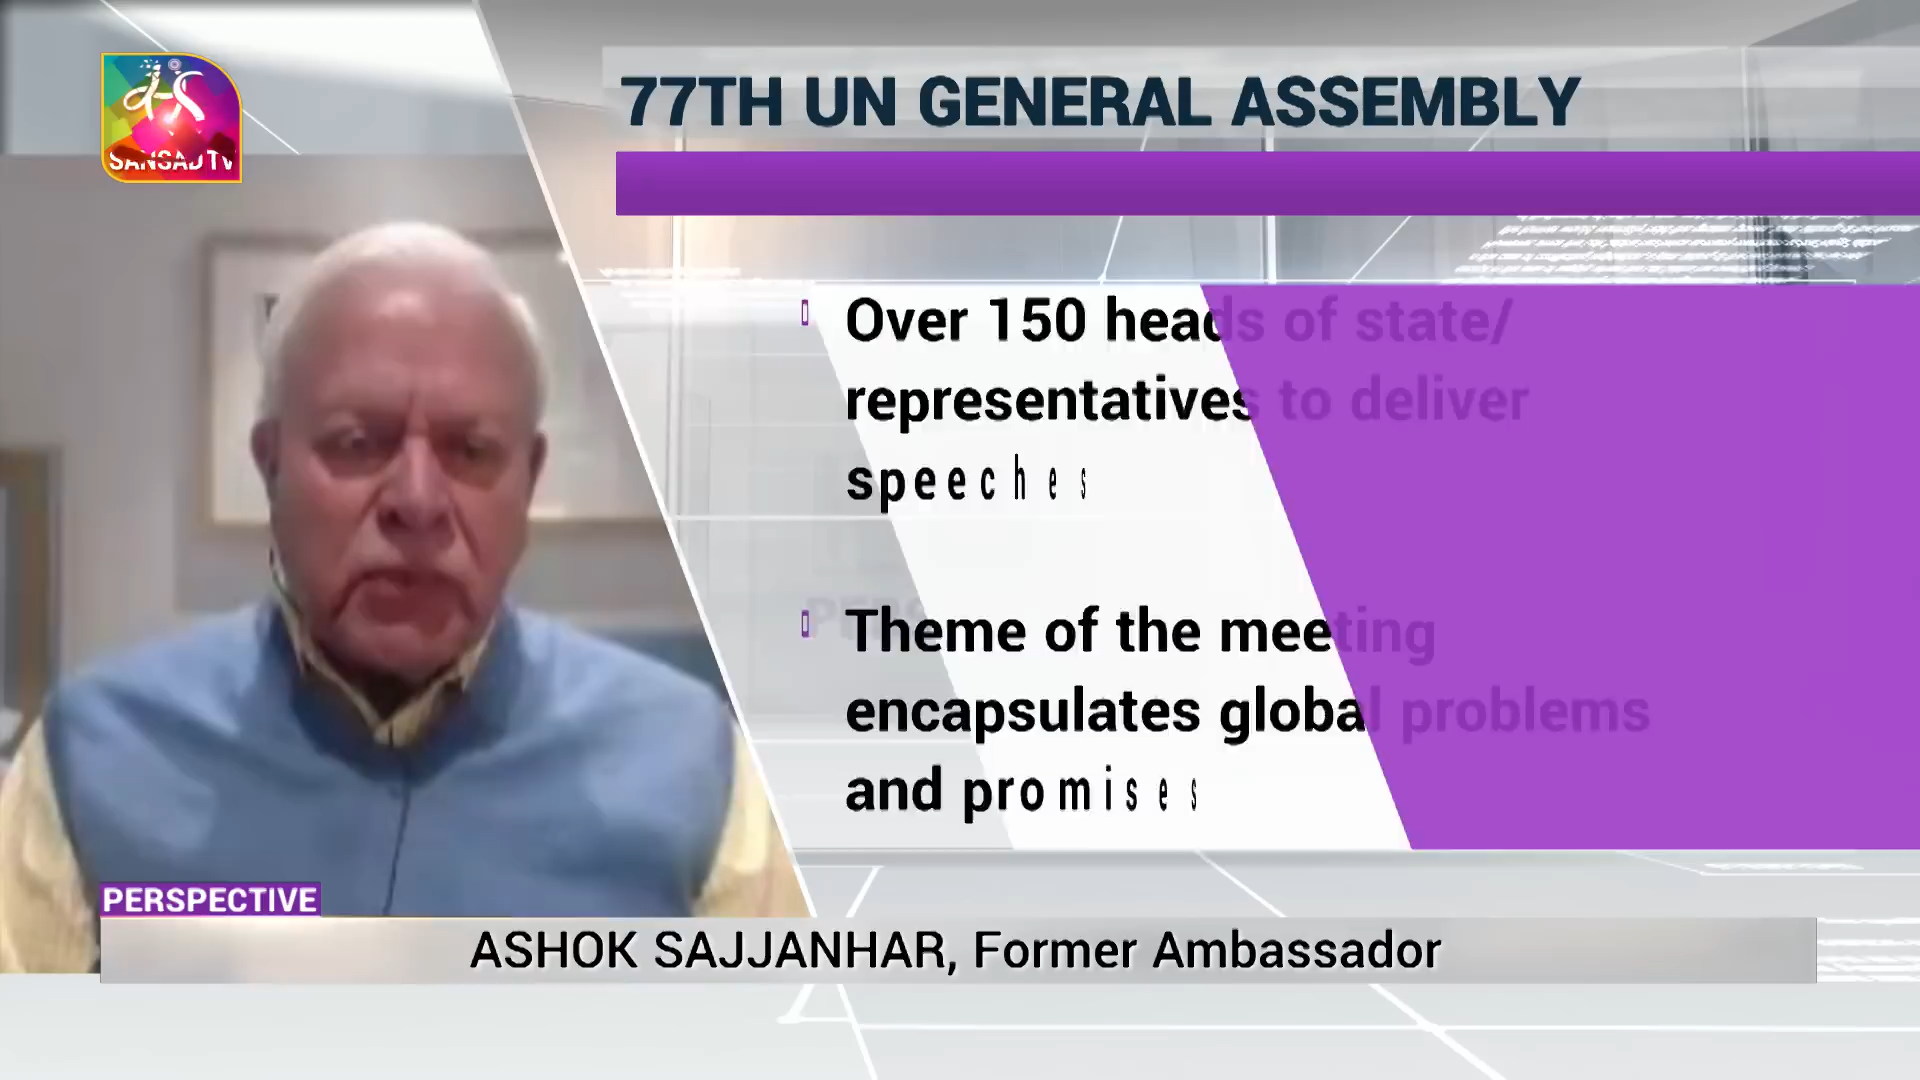 SANSAD TV
77TH UN GENERAL ASSEMBLY
Over 150 heads of state/
representatives to deliver
speeches
Theme of the meeting
encapsulates global problems
and promises
PERSPECTIVE
ASHOK SAJJANHAR, Former Ambassador